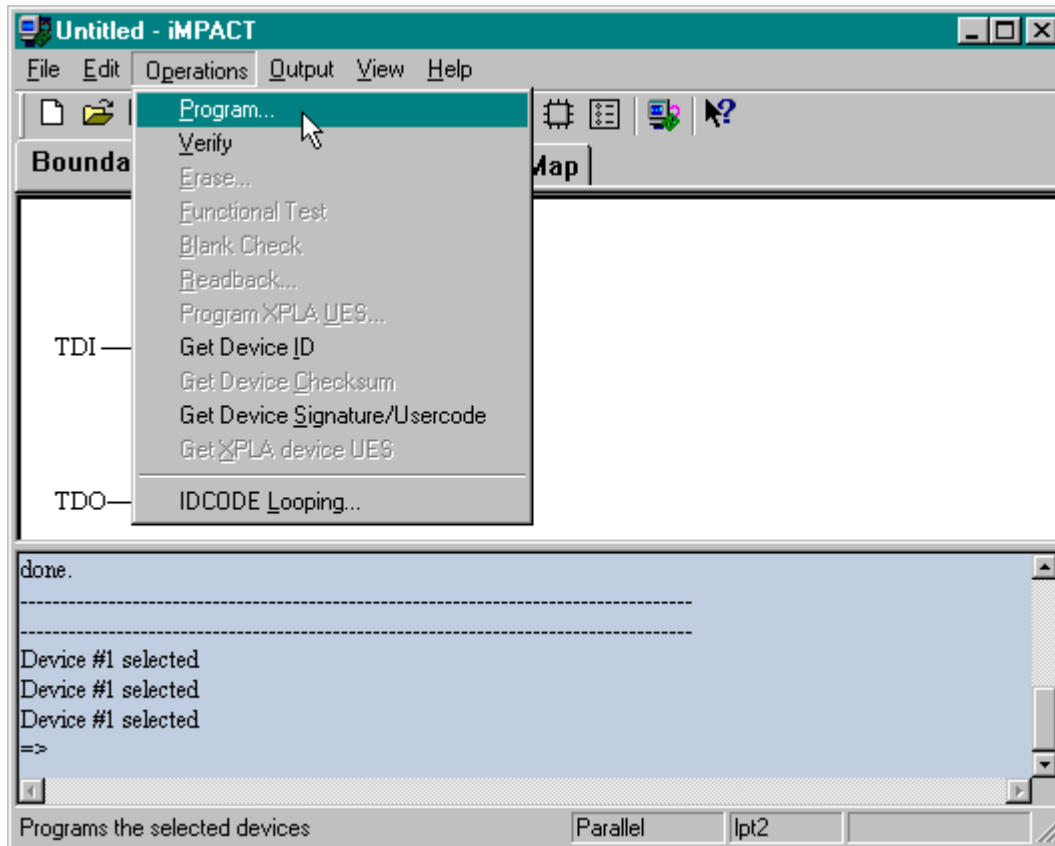 Untitled - iMPACT
File Edit Operations Output View Help
Program...
Verify
Bounda
Map
Erase...
Functional Test
Blank Check
Readback...
Program XPLA UES...
TDI
Get Device ID
Get Device Checksum
Get Device Signature/Usercode
Get XPLA device UES
TDO
IDCODE Looping...
done.
------------------------------------------------------------------------------------
------------------------------------------------------------------------------------
Device #1 selected
Device #1 selected
Device #1 selected
=>
Programs the selected devices Parallel lpt2